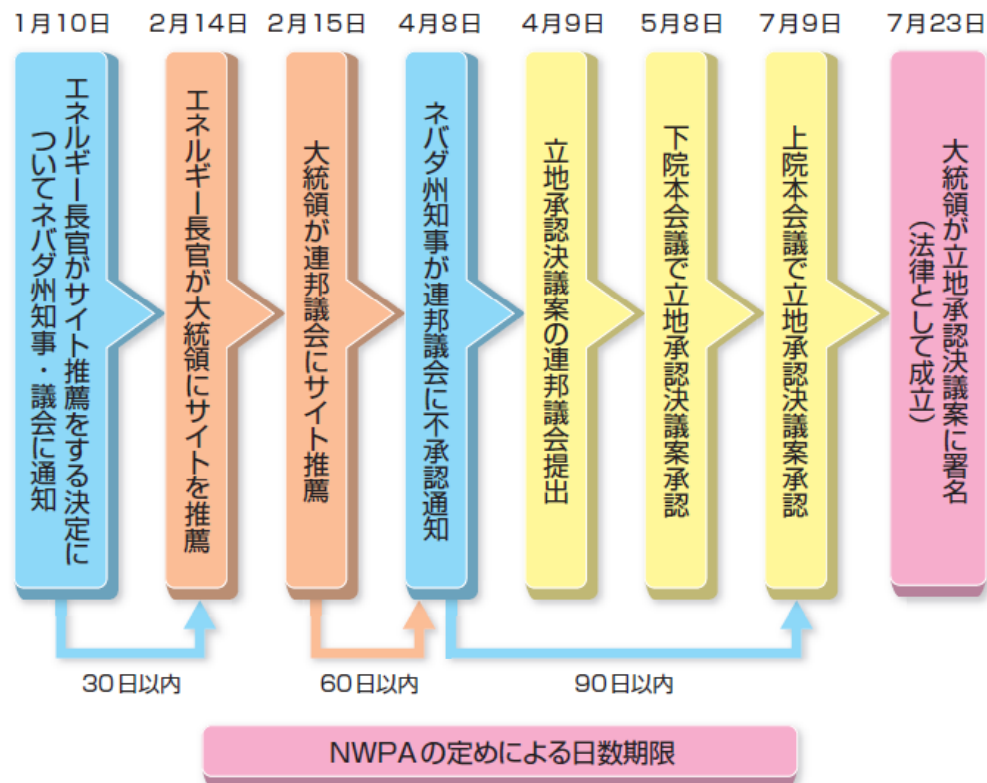 1月10日
2月14日
2月15日
4月8日
4月9日
5月8日
7月9日
7月23日
エネルギー長官がサイト推薦をする決定に
ついてネバダ州知事・議会に通知
エネルギー長官が大統領にサイトを推薦
大統領が連邦議会にサイト推薦
ネバダ州知事が連邦議会に不承認通知
立地承認決議案の連邦議会提出
下院本会議で立地承認決議案承認
上院本会議で立地承認決議案承認
大統領が立地承認決議案に署名
（法律として成立）
30日以内
60日以内
90日以内
NWPAの定めによる日数期限